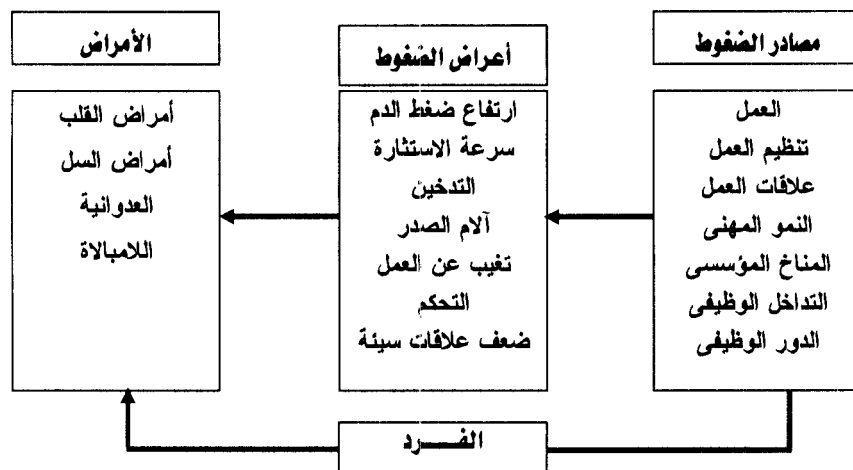 مصادر الضغوط
العمل
تنظيم العمل
علاقات العمل
النمو المهنى
المناخ المؤسسى
التداخل الوظيفى
الدور الوظيفى
أعراض الضغوط
ارتفاع ضغط الدم
سرعة الاستثارة
التدخين
آلام الصدر
تغيب عن العمل
التحكم
ضعف علاقات سيئة
الأمراض
أمراض القلب
أمراض السل
العدوانية
اللامبالاة
الفـــرد